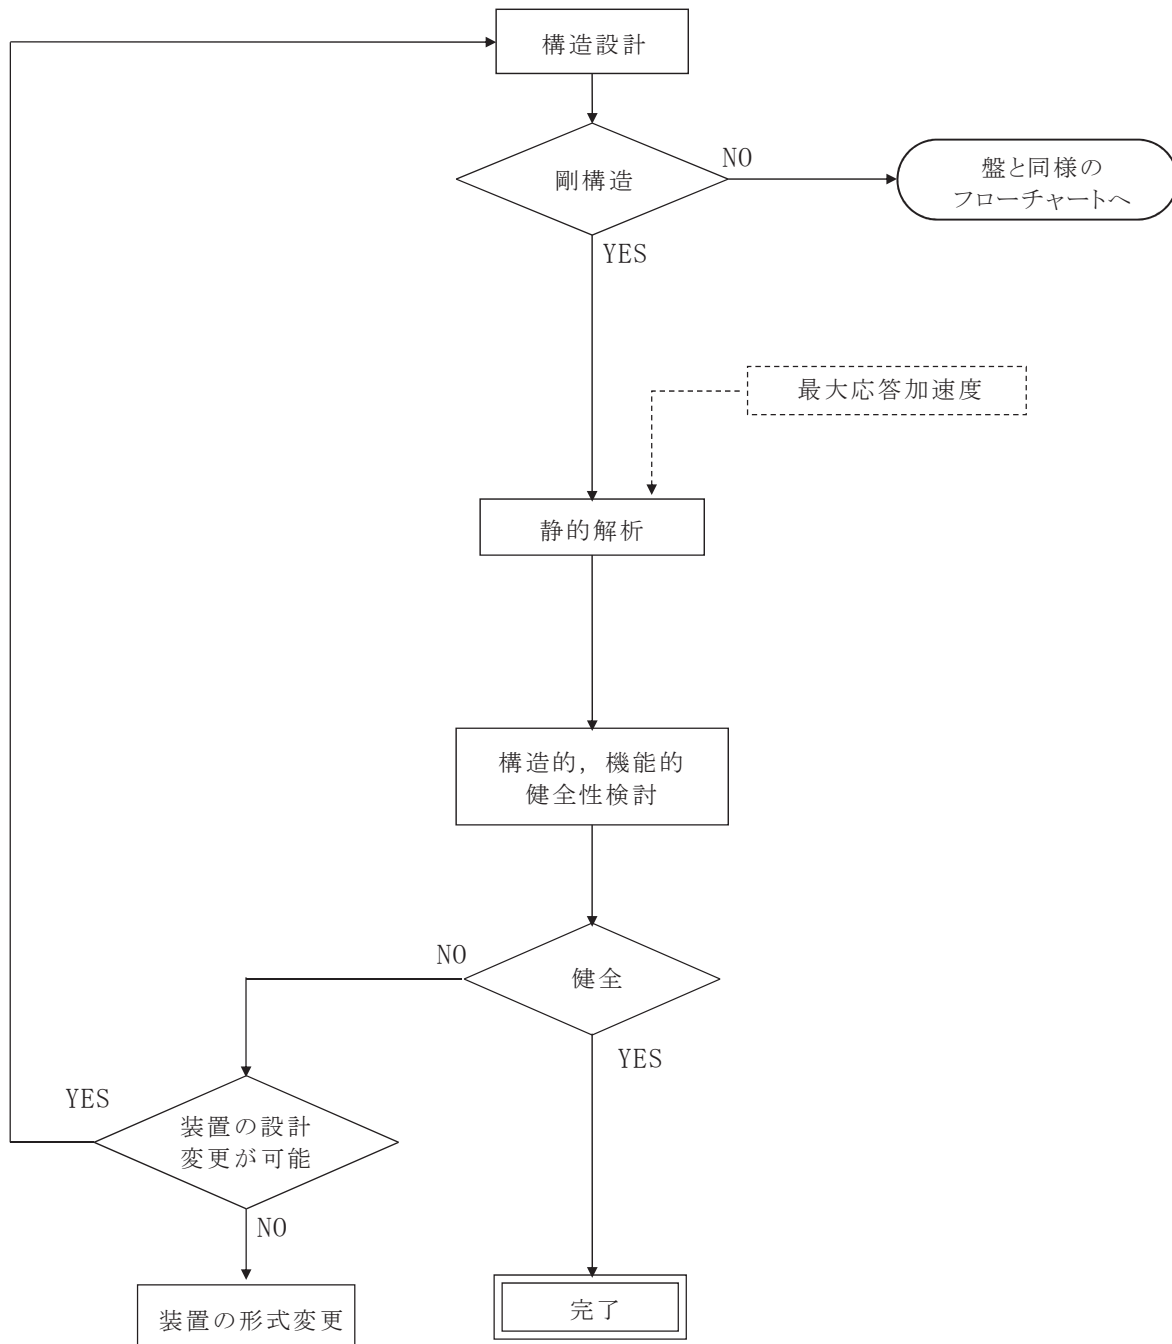 構造設計
剛構造
NO
盤と同様の
フローチャートへ
YES
最大応答加速度
静的解析
構造的，機能的
健全性検討
NO
健全
YES
YES
装置の設計
変更が可能
NO
装置の形式変更
完了